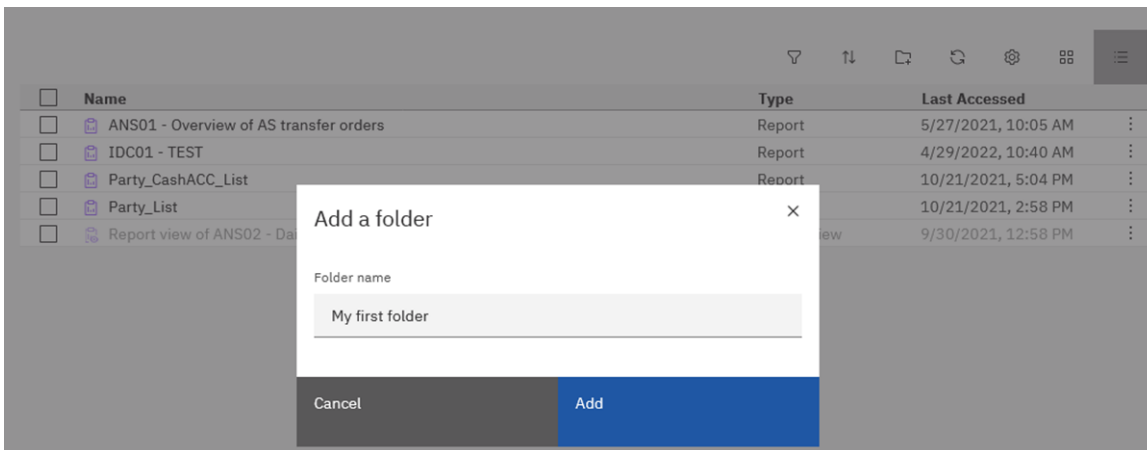 Name Type Last Accessed
ANS01 - Overview of AS transfer orders Report 5/27/2021, 10:05 AM
IDC01 - TEST Report 4/29/2022, 10:40 AM
Party_CashACC_List Report 10/21/2021, 5:04 PM
Party_List 10/21/2021, 2:58 PM
Report view of ANS02 - 9/30/2021, 12:58 PM
Add a folder
Folder name
My first folder
Cancel Add